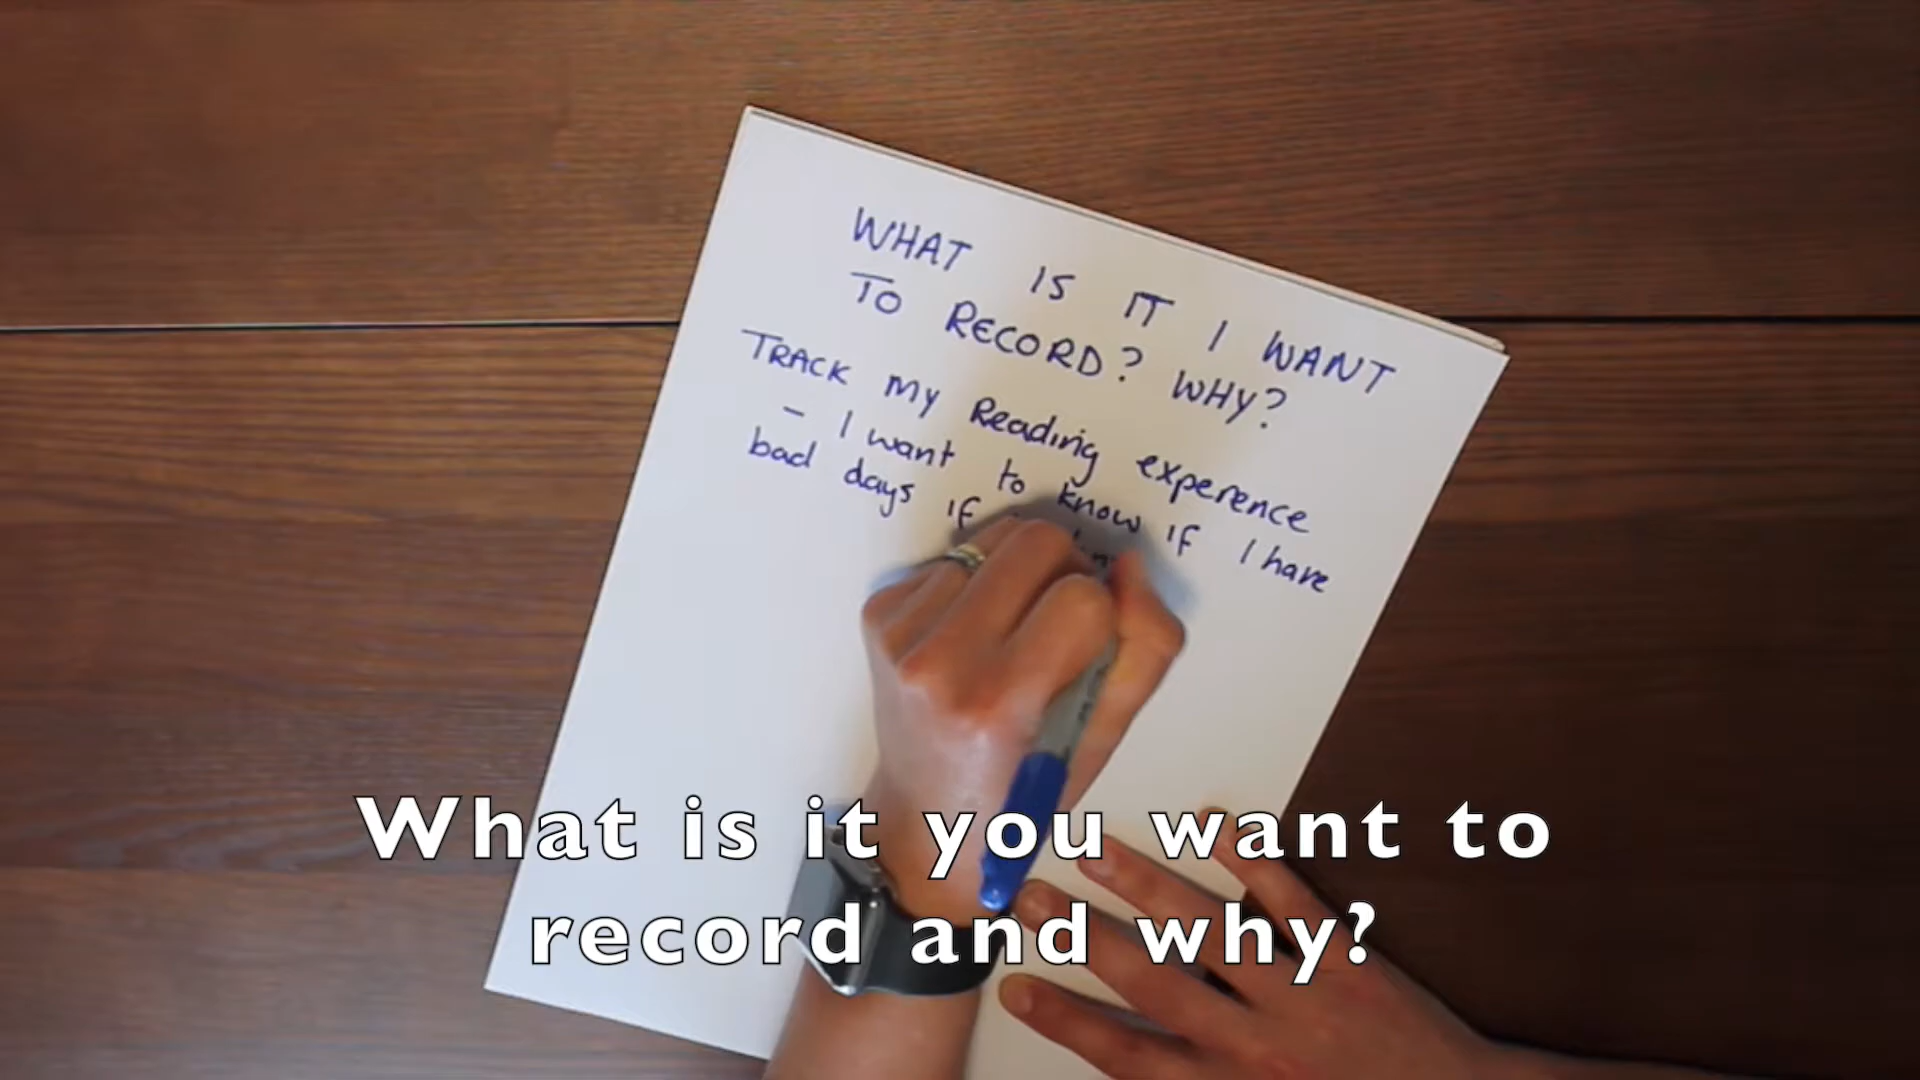 WHAT IS IT I WANT
TO RECORD? WHY?
TRACK MY Reading experence
- I want to know if I have
bad days if
What is it you want to
record and why?